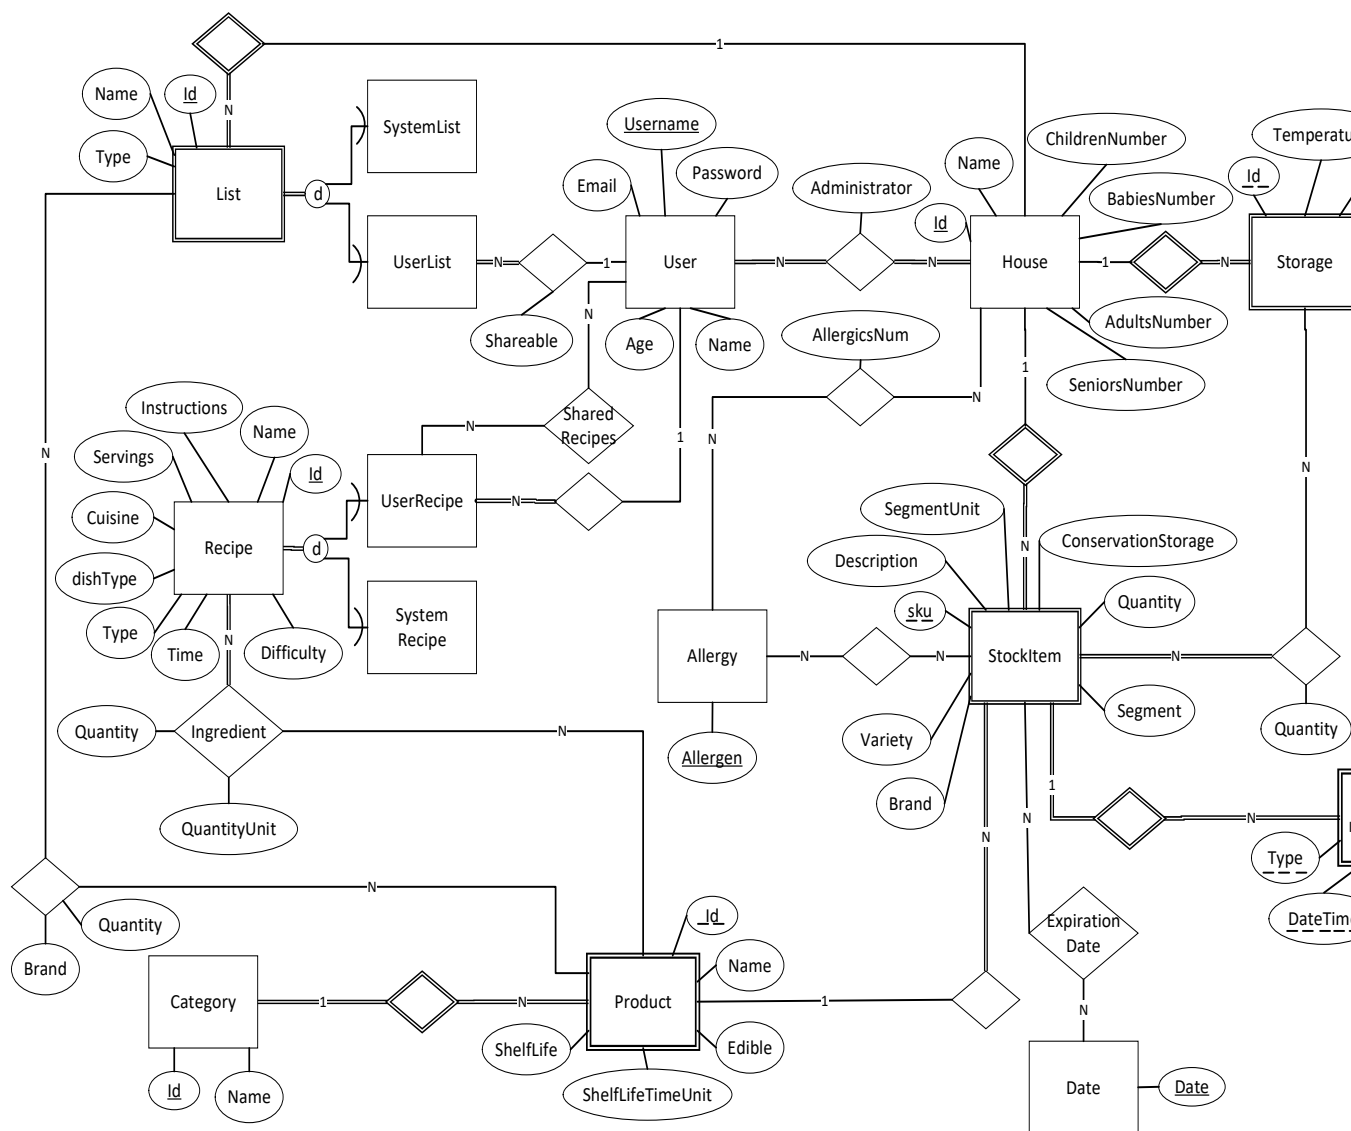 1
Name
Id
N
SystemList
Username
ChildrenNumber
Temperatu
Type
Password
Name
Id
Email
Administrator
BabiesNumber
List
d
Id
UserList
N
1
User
N
N
House
1
N
Storage
Shareable
N
Age
Name
AllergicsNum
AdultsNumber
1
SeniorsNumber
Instructions
Name
Shared
Recipes
N
N
N
1
N
Servings
Id
N
SegmentUnit
UserRecipe
N
Cuisine
Recipe
d
N
ConservationStorage
Description
dishType
sku
Quantity
Type
Time
Difficulty
N
System
Recipe
Allergy
N
N
StockItem
N
Segment
Quantity
Ingredient
N
Variety
Quantity
Allergen
1
Brand
QuantityUnit
N
N
N
Type
N
Quantity
Id
Expiration
Date
DateTime
Brand
Name
Category
1
N
Product
1
N
ShelfLife
Edible
Id
Name
ShelfLifeTimeUnit
Date
Date